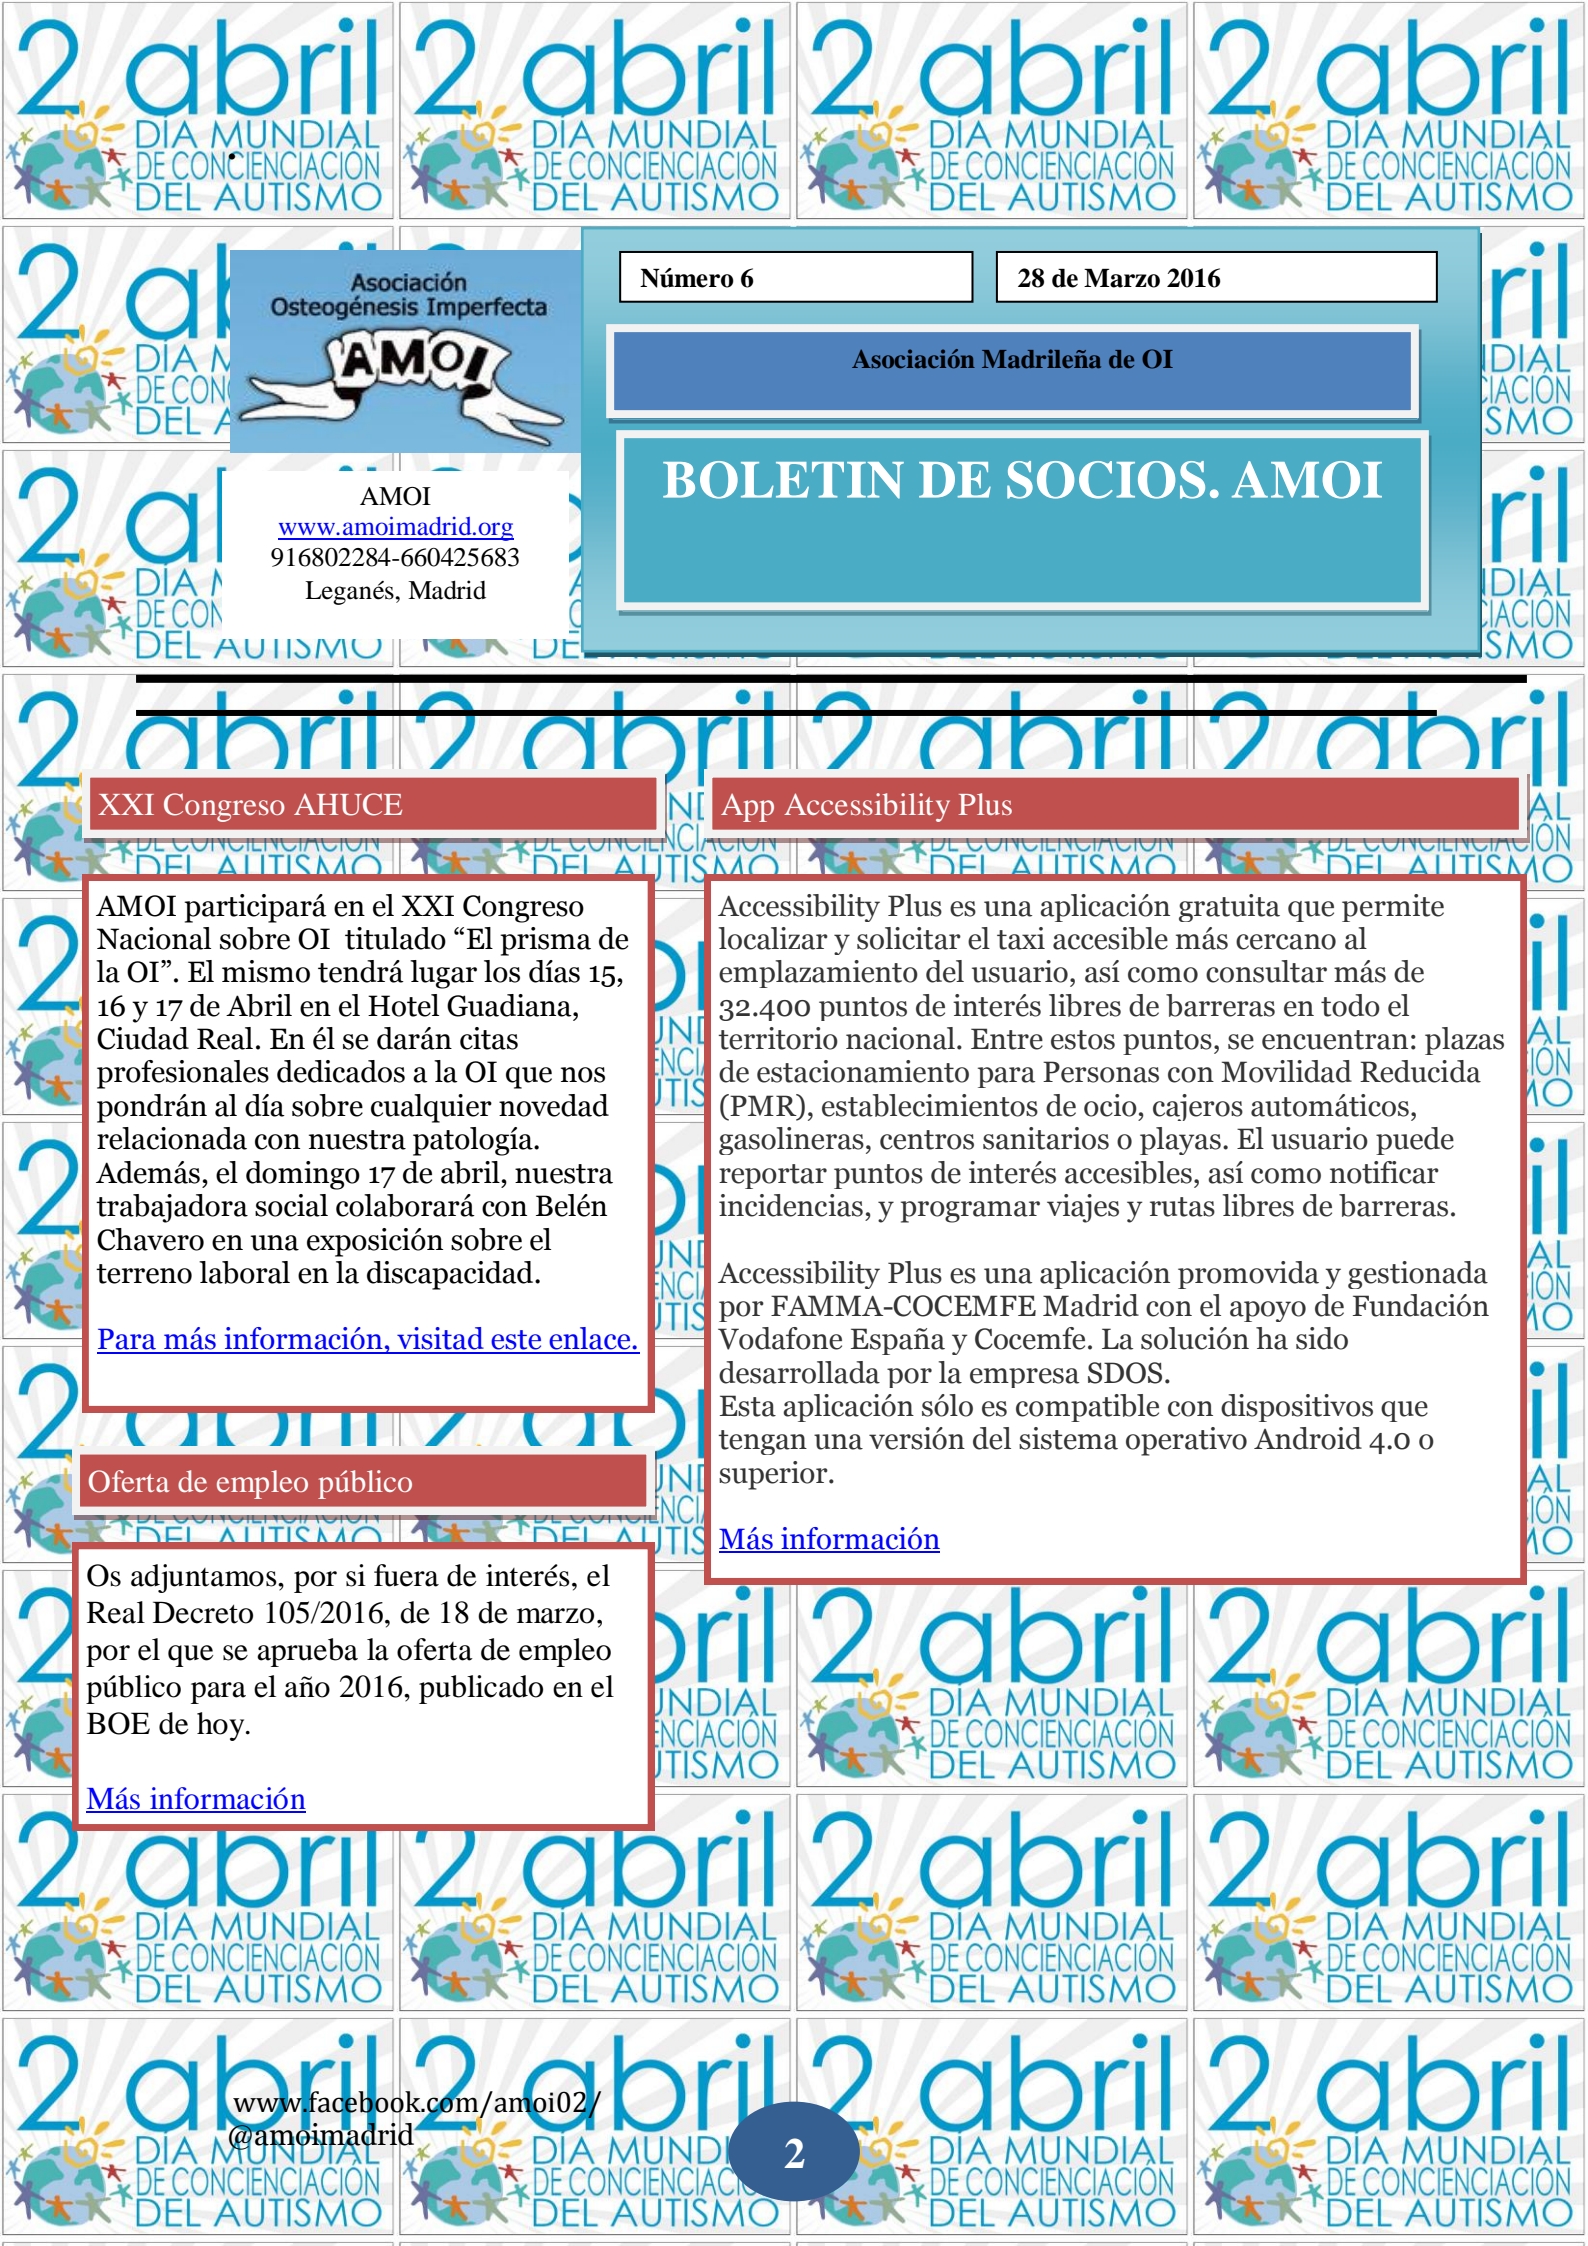 2 abril
DÍA MUNDIAL
DE CONCIENCIACIÓN
DEL AUTISMO
Asociación
Osteogénesis Imperfecta
AMOI
AMOI
www.amoimadrid.org
916802284-660425683
Leganés, Madrid
Número 6
28 de Marzo 2016
Asociación Madrileña de OI
BOLETIN DE SOCIOS. AMOI
XXI Congreso AHUCE
AMOI participará en el XXI Congreso
Nacional sobre OI titulado “El prisma de
la OI”. El mismo tendrá lugar los días 15,
16 y 17 de Abril en el Hotel Guadiana,
Ciudad Real. En él se darán citas
profesionales dedicados a la OI que nos
pondrán al día sobre cualquier novedad
relacionada con nuestra patología.
Además, el domingo 17 de abril, nuestra
trabajadora social colaborará con Belén
Chavero en una exposición sobre el
terreno laboral en la discapacidad.
Para más información, visitad este enlace.
Oferta de empleo público
Os adjuntamos, por si fuera de interés, el
Real Decreto 105/2016, de 18 de marzo,
por el que se aprueba la oferta de empleo
público para el año 2016, publicado en el
BOE de hoy.
Más información
App Accessibility Plus
Accessibility Plus es una aplicación gratuita que permite
localizar y solicitar el taxi accesible más cercano al
emplazamiento del usuario, así como consultar más de
32.400 puntos de interés libres de barreras en todo el
territorio nacional. Entre estos puntos, se encuentran: plazas
de estacionamiento para Personas con Movilidad Reducida
(PMR), establecimientos de ocio, cajeros automáticos,
gasolineras, centros sanitarios o playas. El usuario puede
reportar puntos de interés accesibles, así como notificar
incidencias, y programar viajes y rutas libres de barreras.
Accessibility Plus es una aplicación promovida y gestionada
por FAMMA-COCEMFE Madrid con el apoyo de Fundación
Vodafone España y Cocemfe. La solución ha sido
desarrollada por la empresa SDOS.
Esta aplicación sólo es compatible con dispositivos que
tengan una versión del sistema operativo Android 4.0 o
superior.
Más información
www.facebook.com/amoi02/
@amoimadrid
2